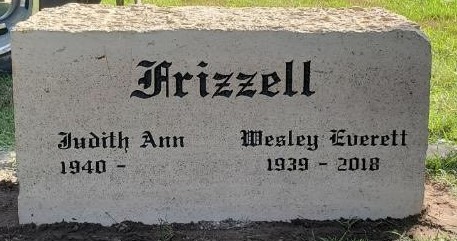 Frizzell
Judith Ann Wesley Everett
1940 - 1939 - 2018